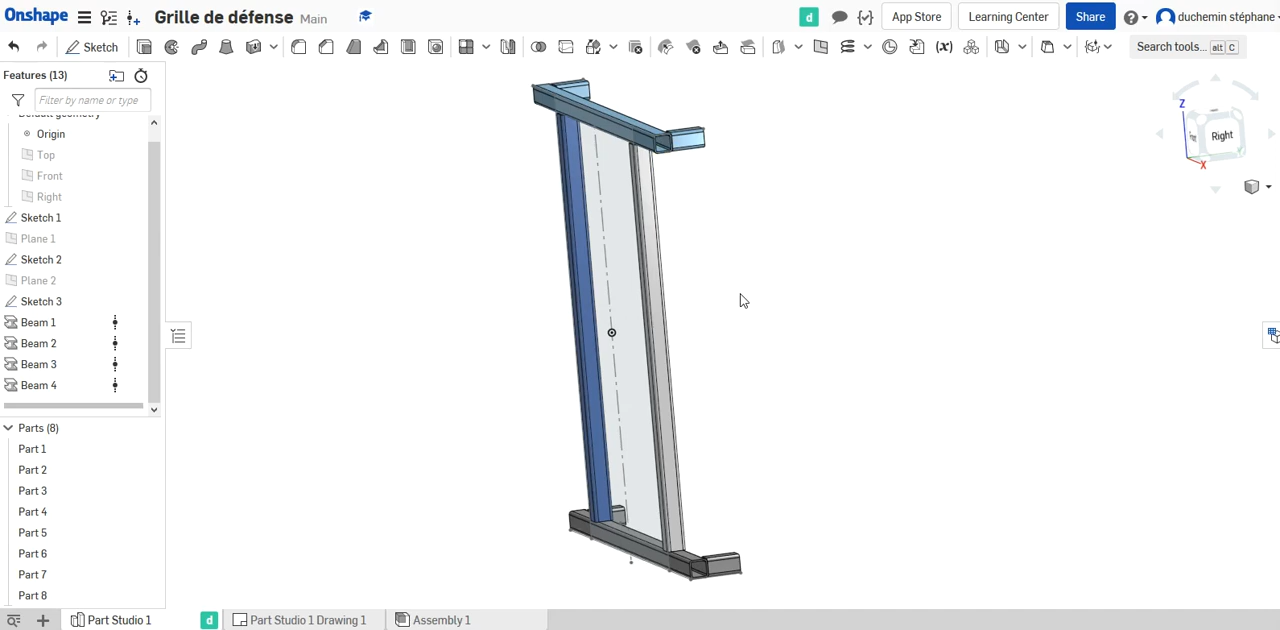 Onshape Grille de défense Main d App Store Learning Center Share duchemin stéphane
Sketch (x) Search tools... alt C
Features (13)
Filter by name or type
Origin
Top
Front
Right
Sketch 1
Plane 1
Sketch 2
Plane 2
Sketch 3
Beam 1
Beam 2
Beam 3
Beam 4
Parts (8)
Part 1
Part 2
Part 3
Part 4
Part 5
Part 6
Part 7
Part 8
Z
Right
X
Part Studio 1 d Part Studio 1 Drawing 1 Assembly 1